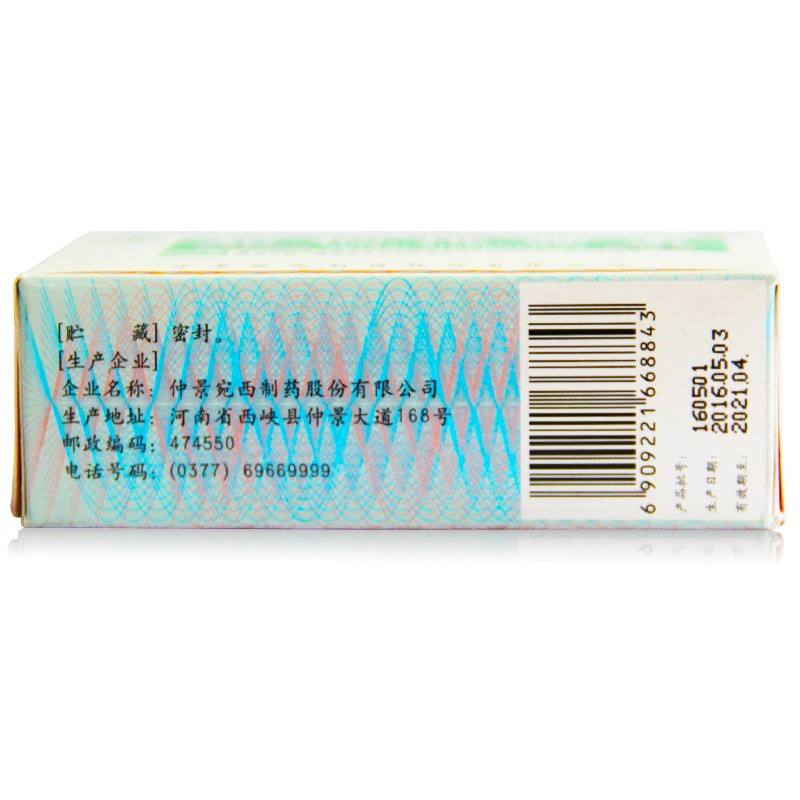 [贮 藏] 密封。
[生产企业]
企业名称: 仲景宛西制药股份有限公司
生产地址: 河南省西峡县仲景大道168号
邮政编码: 474550
电话号码: (0377) 69669999
6 909221 668843
产品批号: 160501
生产日期: 2016.05.03
有效期至: 2021.04.